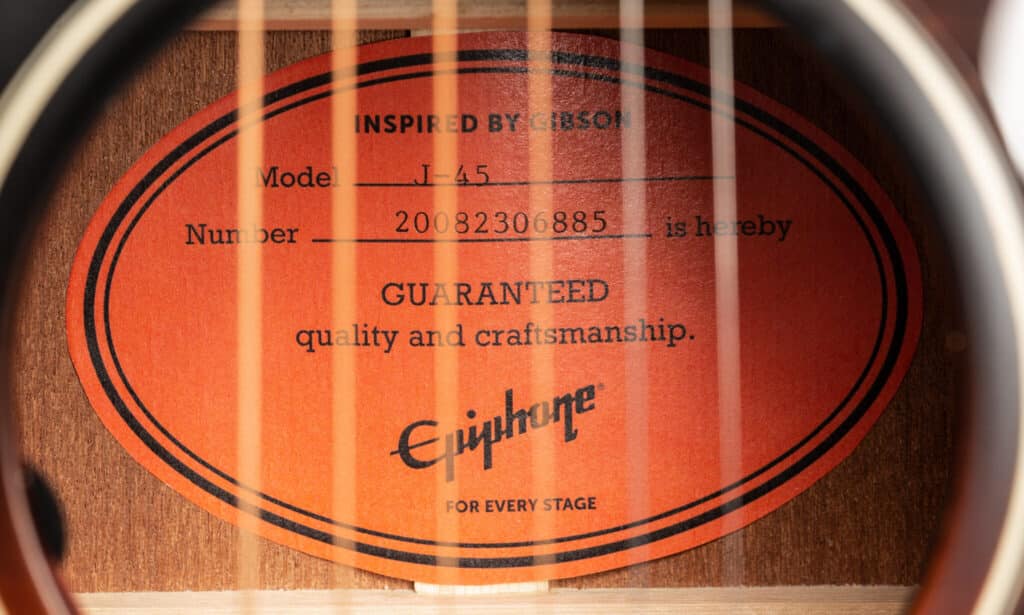 INSPIRED BY GIBSON
Model J-45
Number 20082306885 is hereby
GUARANTEED
quality and craftsmanship.
Epiphone®
FOR EVERY STAGE